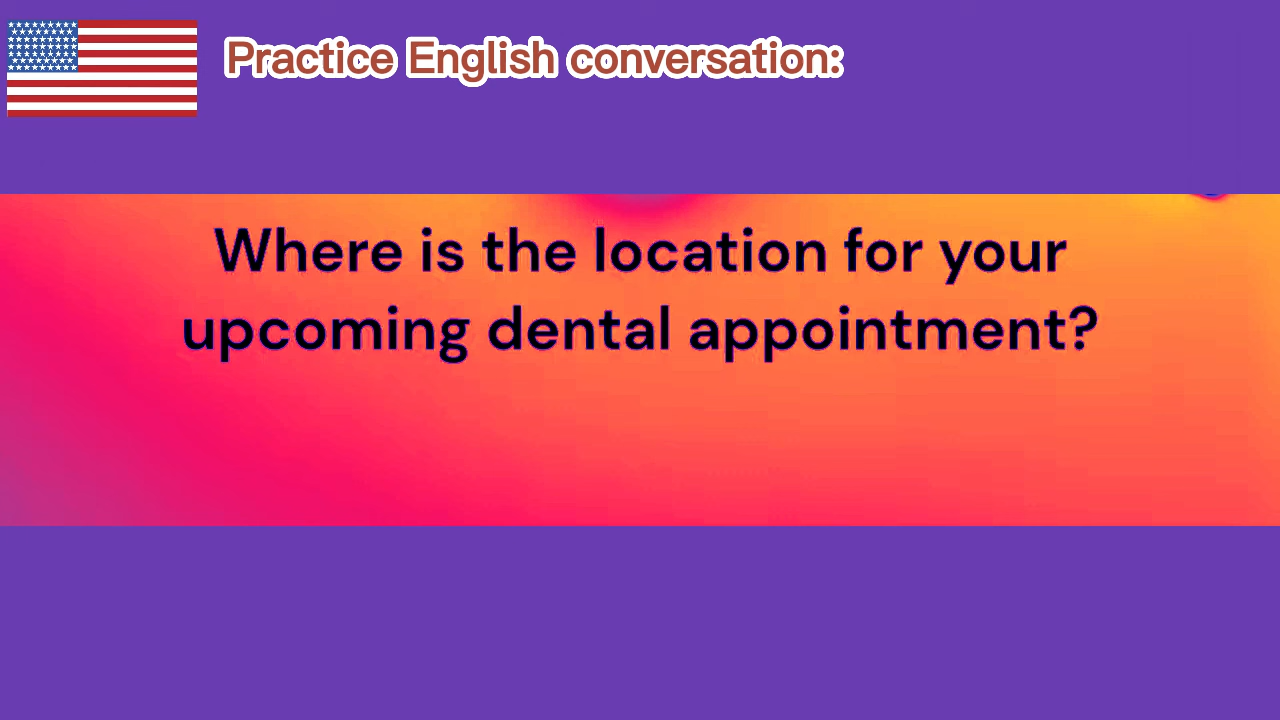 Practice English conversation:
Where is the location for your
upcoming dental appointment?